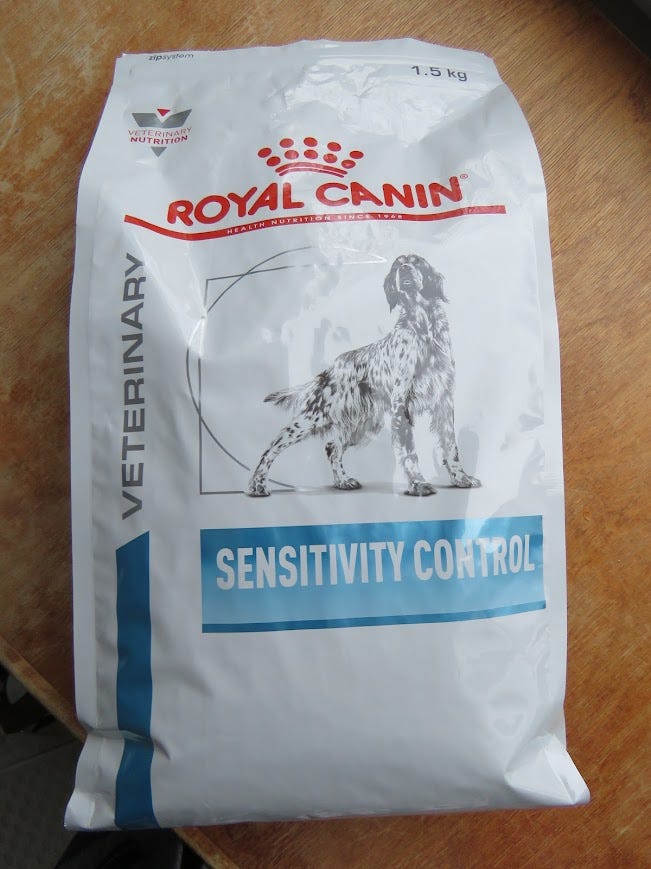 zipsystem
1.5 kg
VETERINARY
NUTRITION
ROYAL CANIN®
HEALTH NUTRITION SINCE 1968
VETERINARY
SENSITIVITY CONTROL